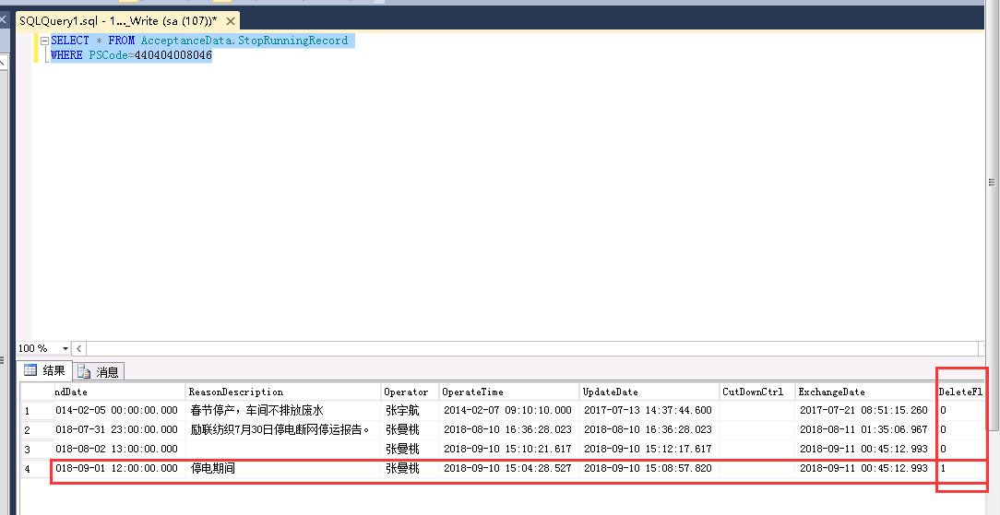 SQLQuery1.sql - 1..._Write (sa (107))*
SELECT * FROM AcceptanceData.StopRunningRecord
WHERE PSCode=440404008046
100 %
结果 消息
ndDate ReasonDescription Operator OperateTime UpdateDate CutDownCtrl ExchangeDate DeleteFl
1 014-02-05 00:00:00.000 春节停产，车间不排放废水 张宇航 2014-02-07 09:10:10.000 2017-07-13 14:37:44.600 2017-07-21 08:51:15.260 0
2 018-07-31 23:00:00.000 励联纺织7月30日停电断网停运报告。 张曼桃 2018-08-10 16:36:28.023 2018-08-10 16:36:28.023 2018-08-11 01:35:06.967 0
3 018-08-02 13:00:00.000 张曼桃 2018-09-10 15:10:21.617 2018-09-10 15:12:17.617 2018-09-11 00:45:12.993 0
4 018-09-01 12:00:00.000 停电期间 张曼桃 2018-09-10 15:04:28.527 2018-09-10 15:08:57.820 2018-09-11 00:45:12.993 1